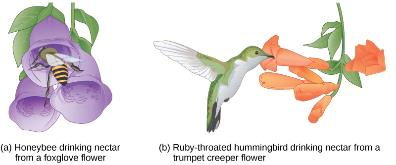 (a) Honeybee drinking nectar
from a foxglove flower
(b) Ruby-throated hummingbird drinking nectar from a
trumpet creeper flower